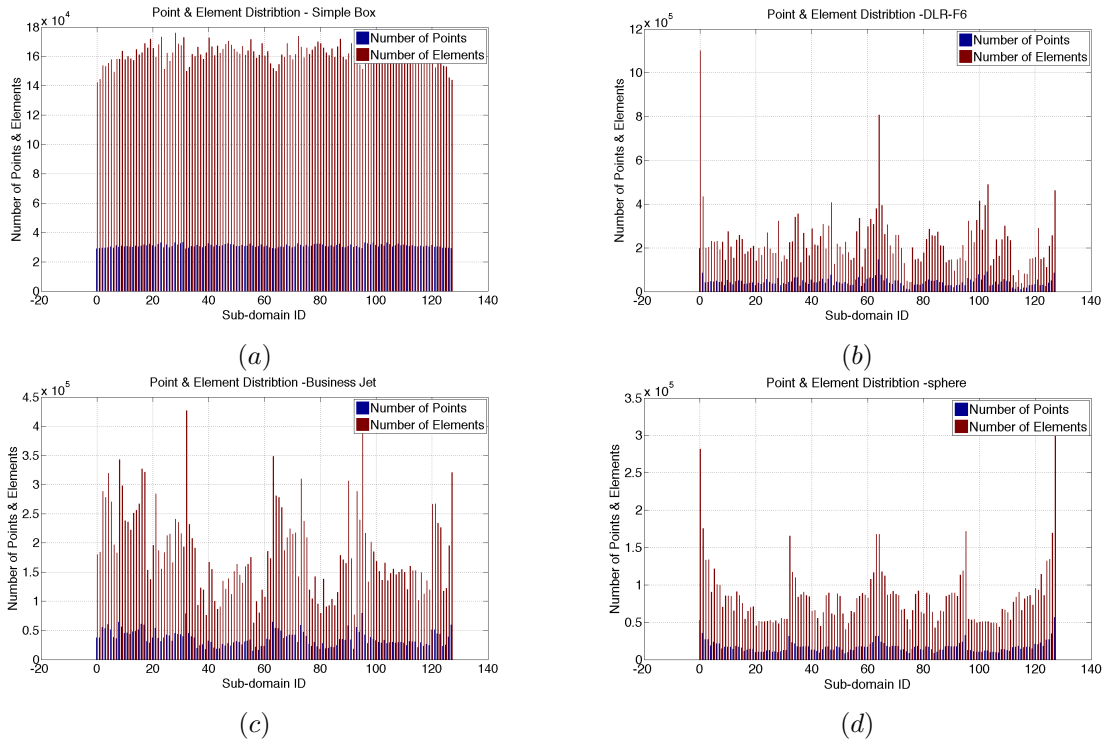 Point & Element Distribtion - Simple Box
x 10^4
Number of Points & Elements
18
16
14
12
10
8
6
4
2
0
-20
0
20
40
60
80
100
120
140
Sub-domain ID
Number of Points
Number of Elements
(a)
Point & Element Distribtion -DLR-F6
x 10^5
Number of Points & Elements
12
10
8
6
4
2
0
-20
0
20
40
60
80
100
120
140
Sub-domain ID
Number of Points
Number of Elements
(b)
Point & Element Distribtion -Business Jet
x 10^5
Number of Points & Elements
4.5
4
3.5
3
2.5
2
1.5
1
0.5
0
-20
0
20
40
60
80
100
120
140
Sub-domain ID
Number of Points
Number of Elements
(c)
Point & Element Distribtion -sphere
x 10^5
Number of Points & Elements
3.5
3
2.5
2
1.5
1
0.5
0
-20
0
20
40
60
80
100
120
140
Sub-domain ID
Number of Points
Number of Elements
(d)